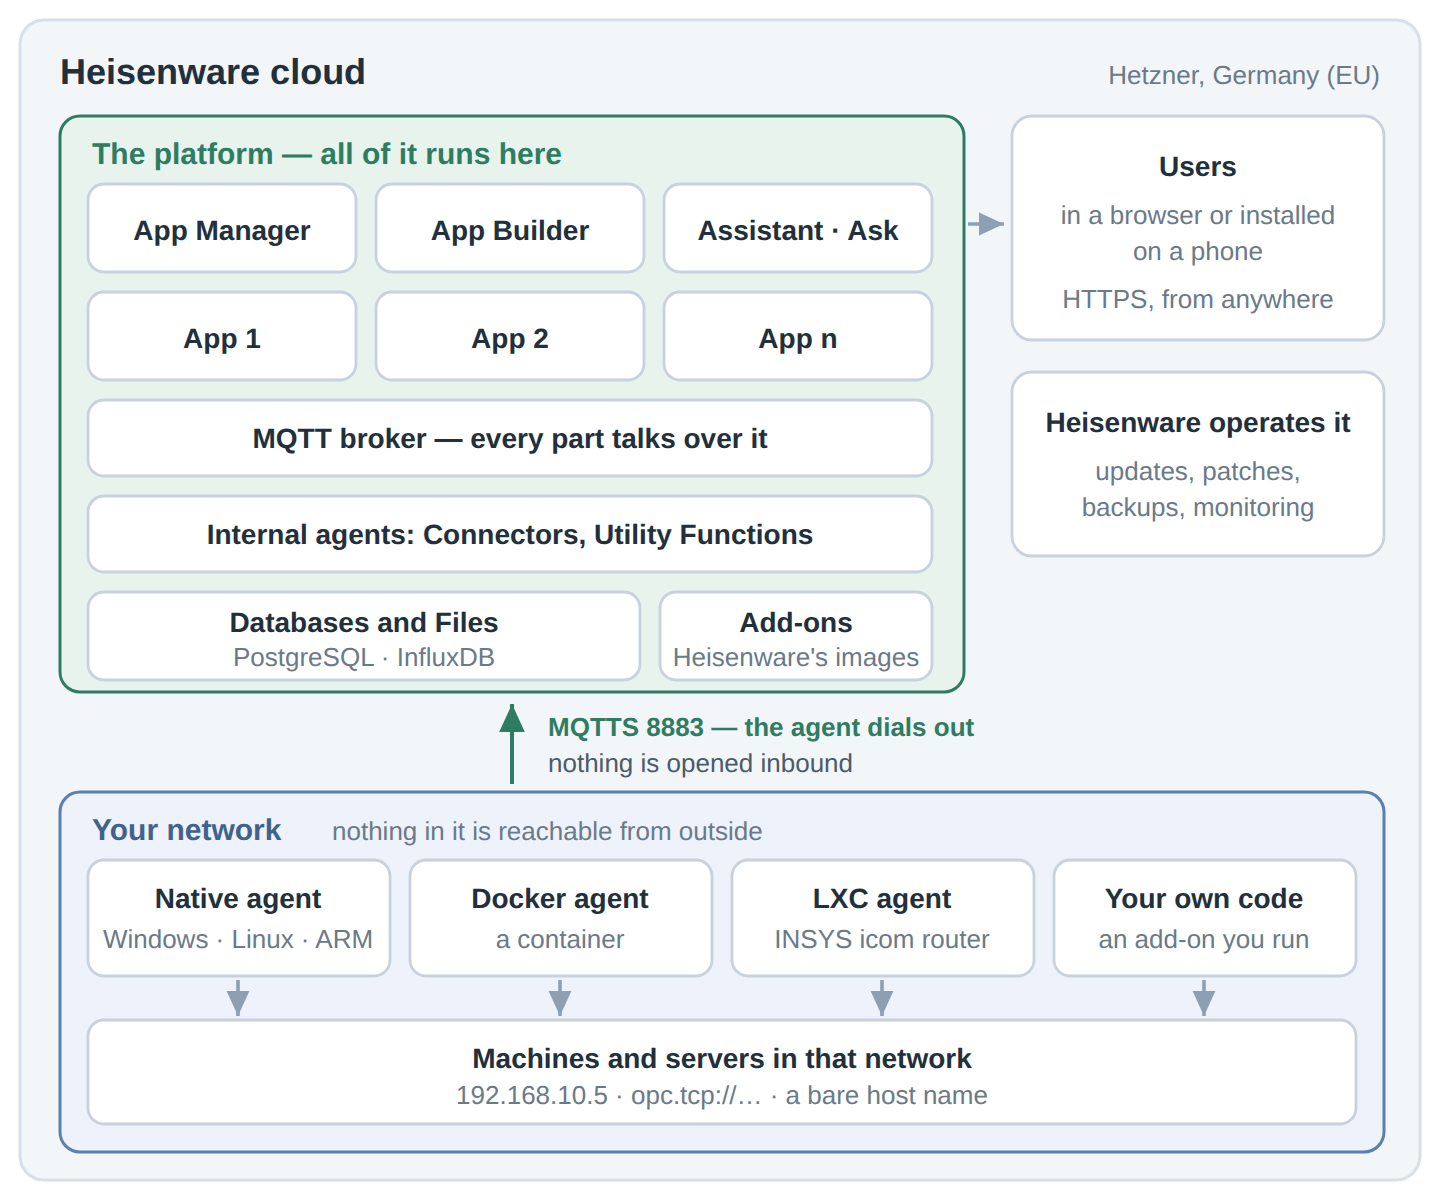 Heisenware cloud
Hetzner, Germany (EU)
The platform — all of it runs here
App Manager
App Builder
Assistant · Ask
App 1
App 2
App n
MQTT broker — every part talks over it
Internal agents: Connectors, Utility Functions
Databases and Files
PostgreSQL · InfluxDB
Add-ons
Heisenware's images
Users
in a browser or installed
on a phone
HTTPS, from anywhere
Heisenware operates it
updates, patches,
backups, monitoring
MQTTS 8883 — the agent dials out
nothing is opened inbound
Your network
nothing in it is reachable from outside
Native agent
Windows · Linux · ARM
Docker agent
a container
LXC agent
INSYS icom router
Your own code
an add-on you run
Machines and servers in that network
192.168.10.5 · opc.tcp://… · a bare host name